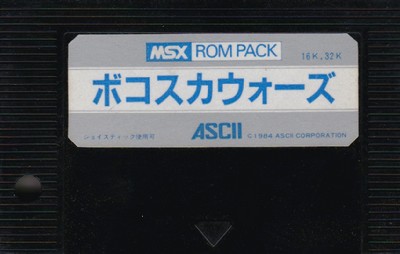 MSX ROM PACK 16K, 32K
ボコスカウォーズ
ジョイスティック使用可 ASCII ©1984 ASCII CORPORATION